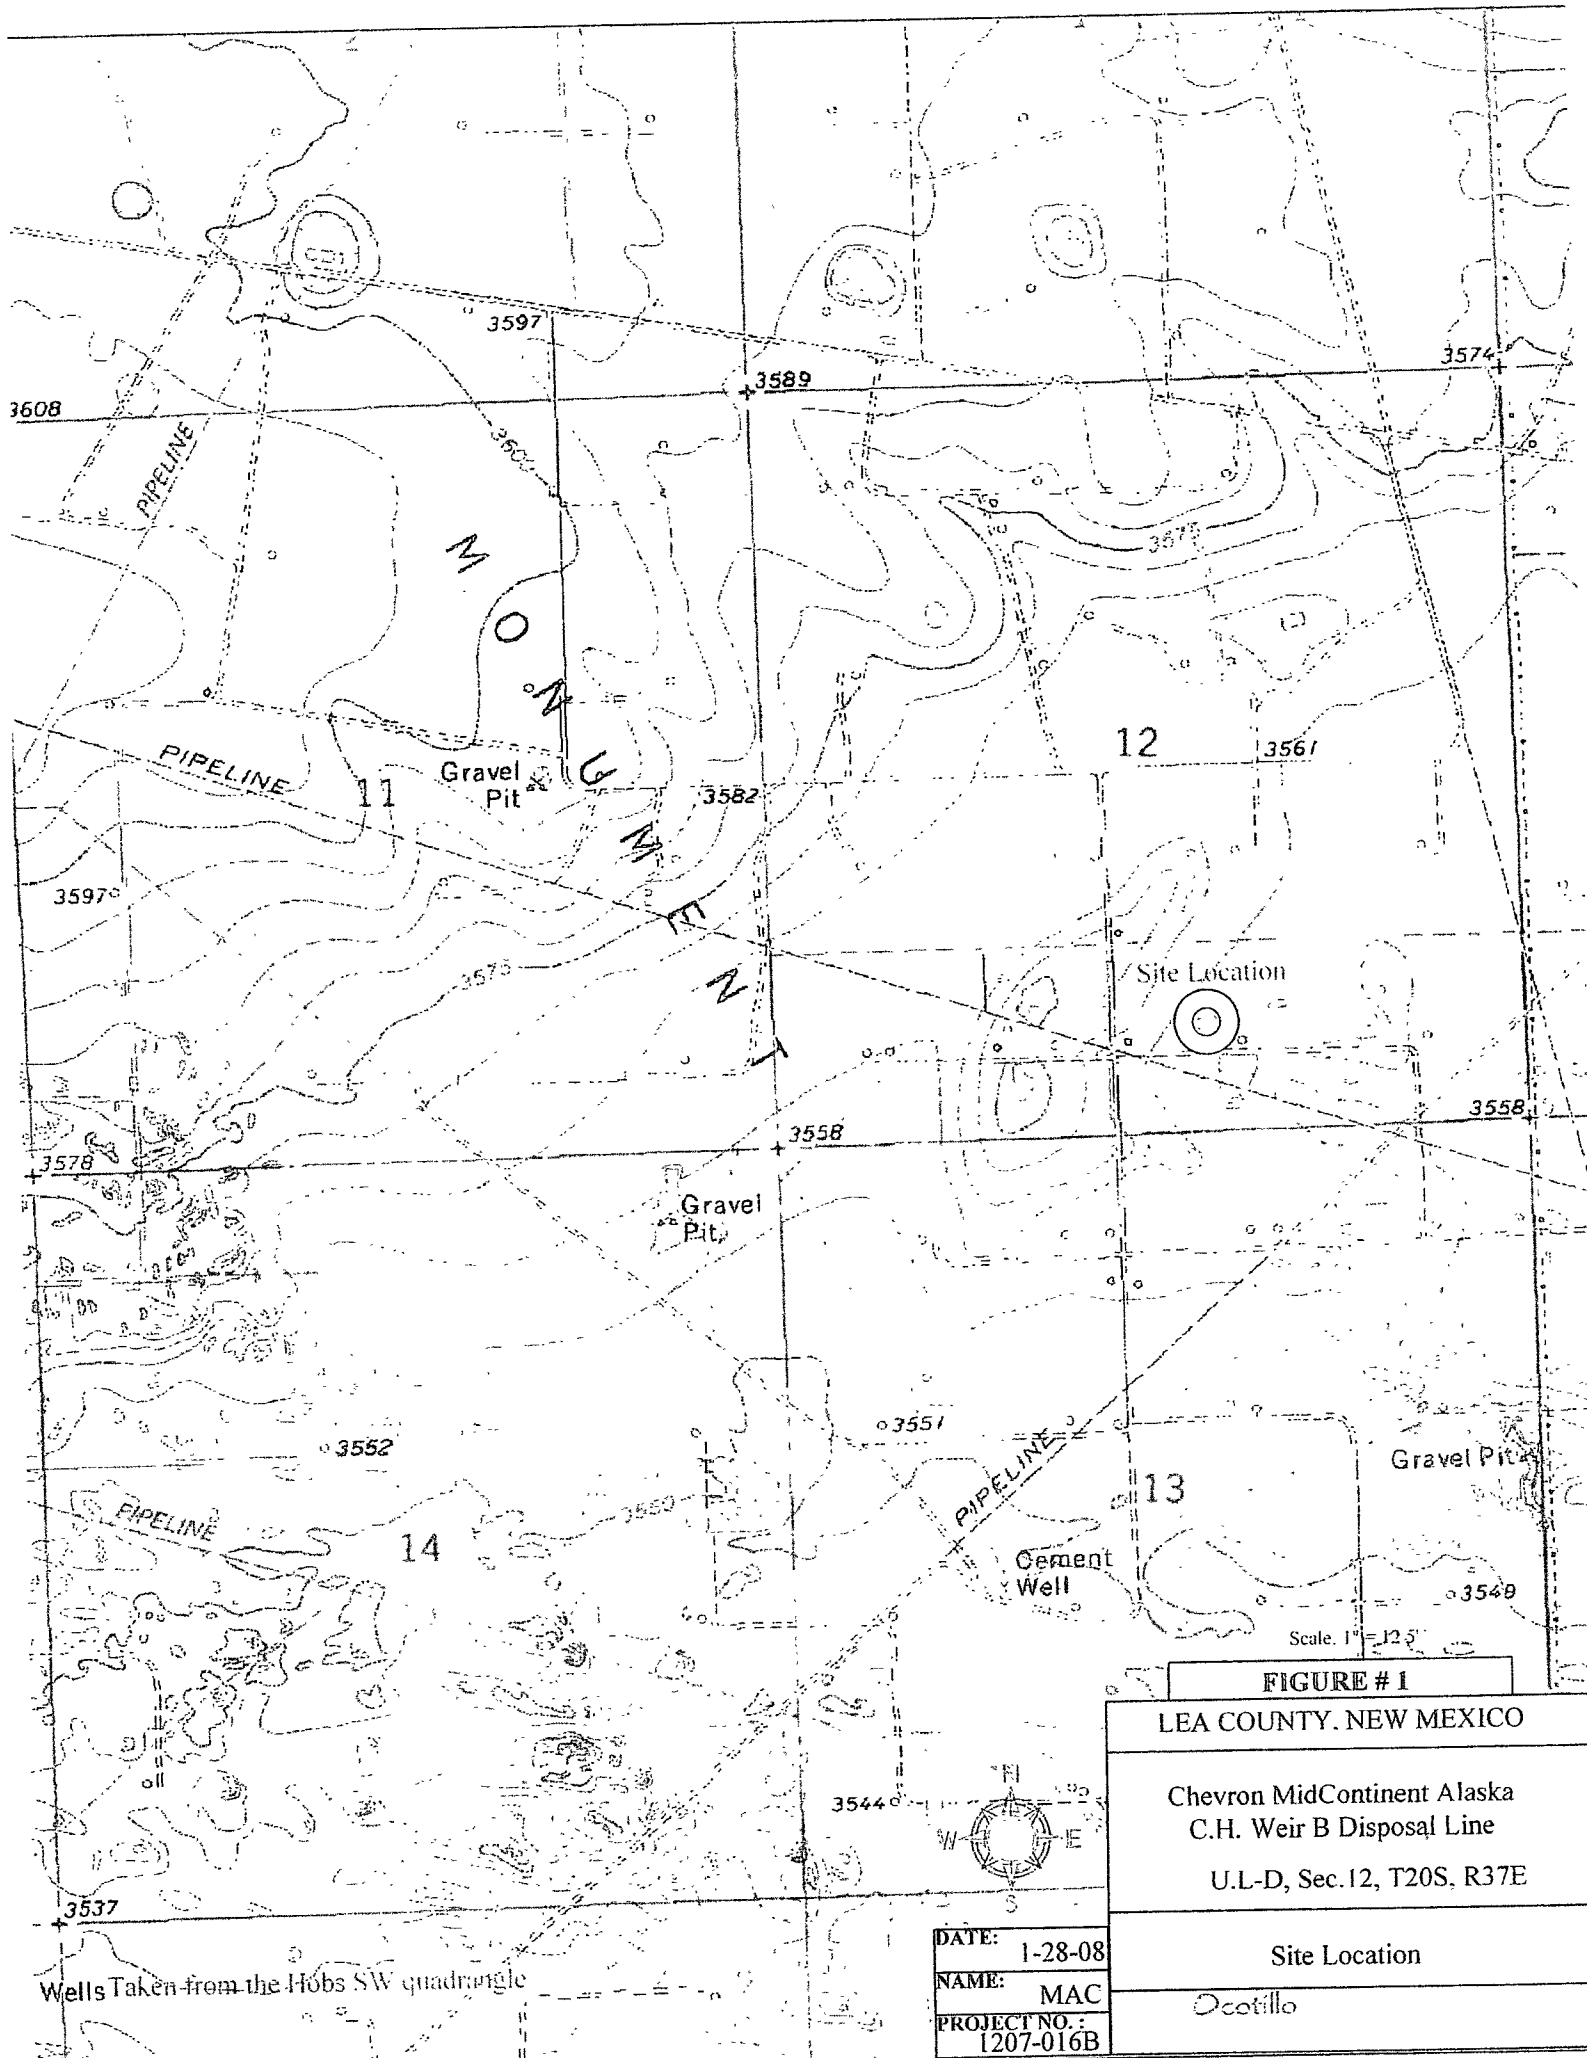 3597
3589
3574
3608
3600
PIPELINE
MONUMENT
12
3561
PIPELINE
11
Gravel
Pit
3582
3597
3575
Site Location
3578
3558
3558
Gravel
Pit
3552
3551
PIPELINE
13
Gravel Pit
PIPELINE
14
3550
Cement
Well
3549
Scale. 1" = 12.5'
FIGURE # 1
LEA COUNTY. NEW MEXICO
Chevron MidContinent Alaska
C.H. Weir B Disposal Line
U.L-D, Sec.12, T20S, R37E
3544
N
W E
S
3537
DATE: 1-28-08
Site Location
NAME: MAC
Ocotillo
PROJECT NO.:
1207-016B
Wells Taken from the Hobs SW quadrangle